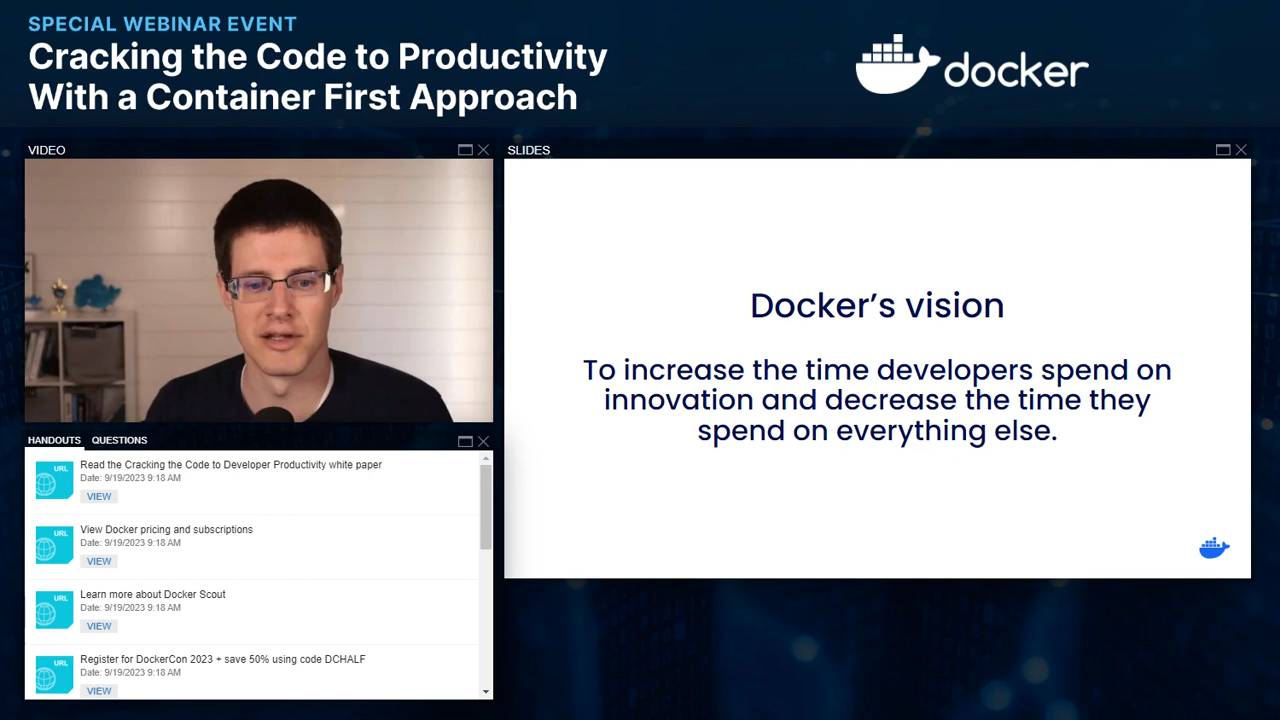 SPECIAL WEBINAR EVENT
Cracking the Code to Productivity
With a Container First Approach
docker
VIDEO
SLIDES
Docker’s vision
To increase the time developers spend on
innovation and decrease the time they
spend on everything else.
HANDOUTS QUESTIONS
URL
Read the Cracking the Code to Developer Productivity white paper
Date: 9/19/2023 9:18 AM
VIEW
URL
View Docker pricing and subscriptions
Date: 9/19/2023 9:18 AM
VIEW
URL
Learn more about Docker Scout
Date: 9/19/2023 9:18 AM
VIEW
URL
Register for DockerCon 2023 + save 50% using code DCHALF
Date: 9/19/2023 9:18 AM
VIEW